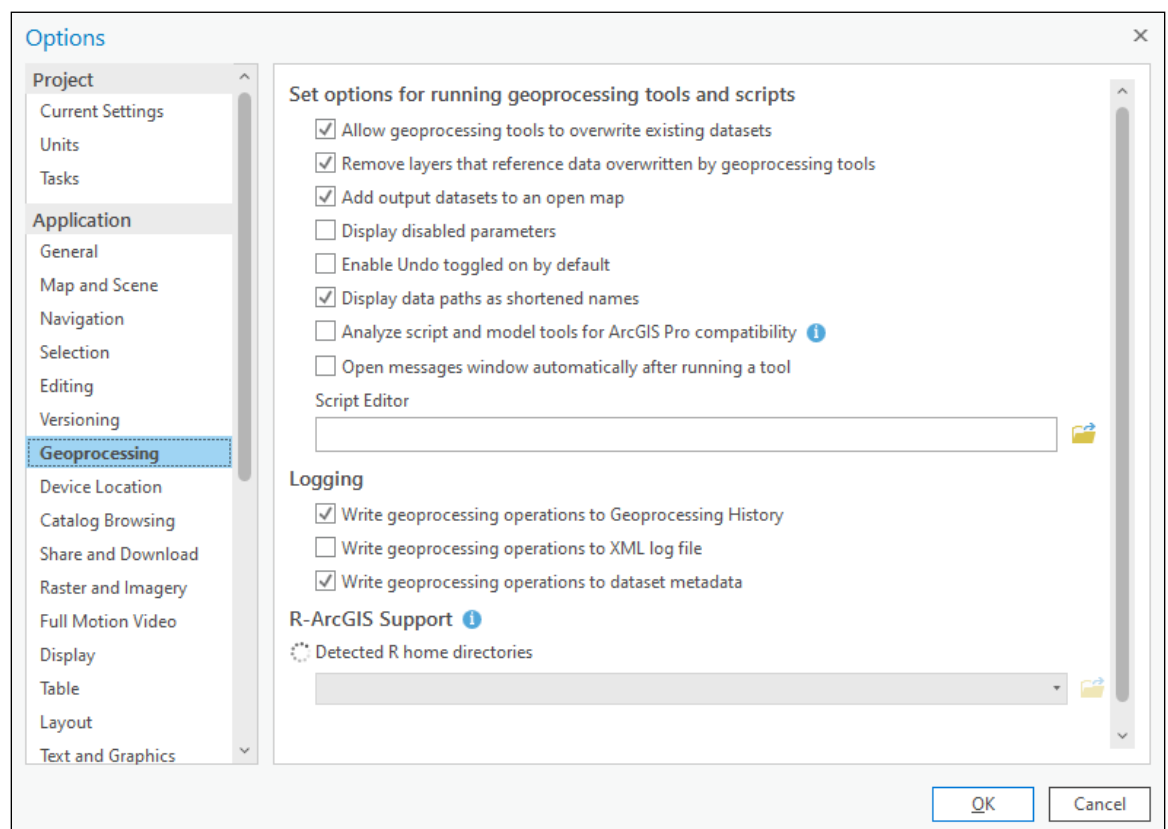 Options
Project
Current Settings
Units
Tasks
Application
General
Map and Scene
Navigation
Selection
Editing
Versioning
Geoprocessing
Device Location
Catalog Browsing
Share and Download
Raster and Imagery
Full Motion Video
Display
Table
Layout
Text and Graphics
Set options for running geoprocessing tools and scripts
Allow geoprocessing tools to overwrite existing datasets
Remove layers that reference data overwritten by geoprocessing tools
Add output datasets to an open map
Display disabled parameters
Enable Undo toggled on by default
Display data paths as shortened names
Analyze script and model tools for ArcGIS Pro compatibility
Open messages window automatically after running a tool
Script Editor
Logging
Write geoprocessing operations to Geoprocessing History
Write geoprocessing operations to XML log file
Write geoprocessing operations to dataset metadata
R-ArcGIS Support
Detected R home directories
OK
Cancel